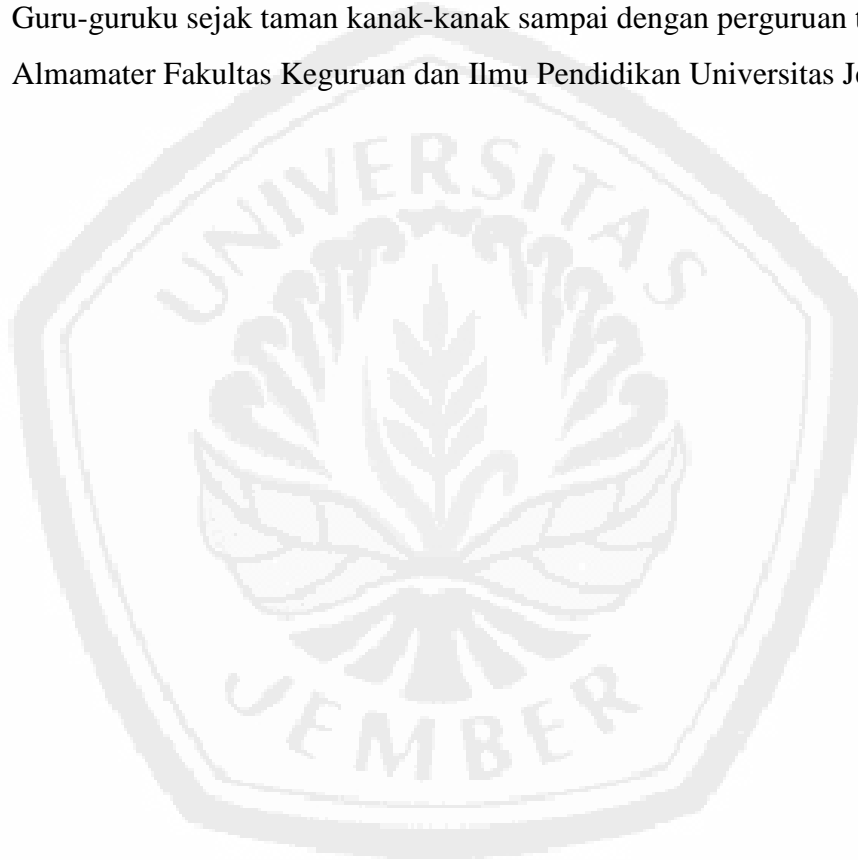 Guru-guruku sejak taman kanak-kanak sampai dengan perguruan
Almamater Fakultas Keguruan dan Ilmu Pendidikan Universitas
UNIVERSITAS
JEMBER